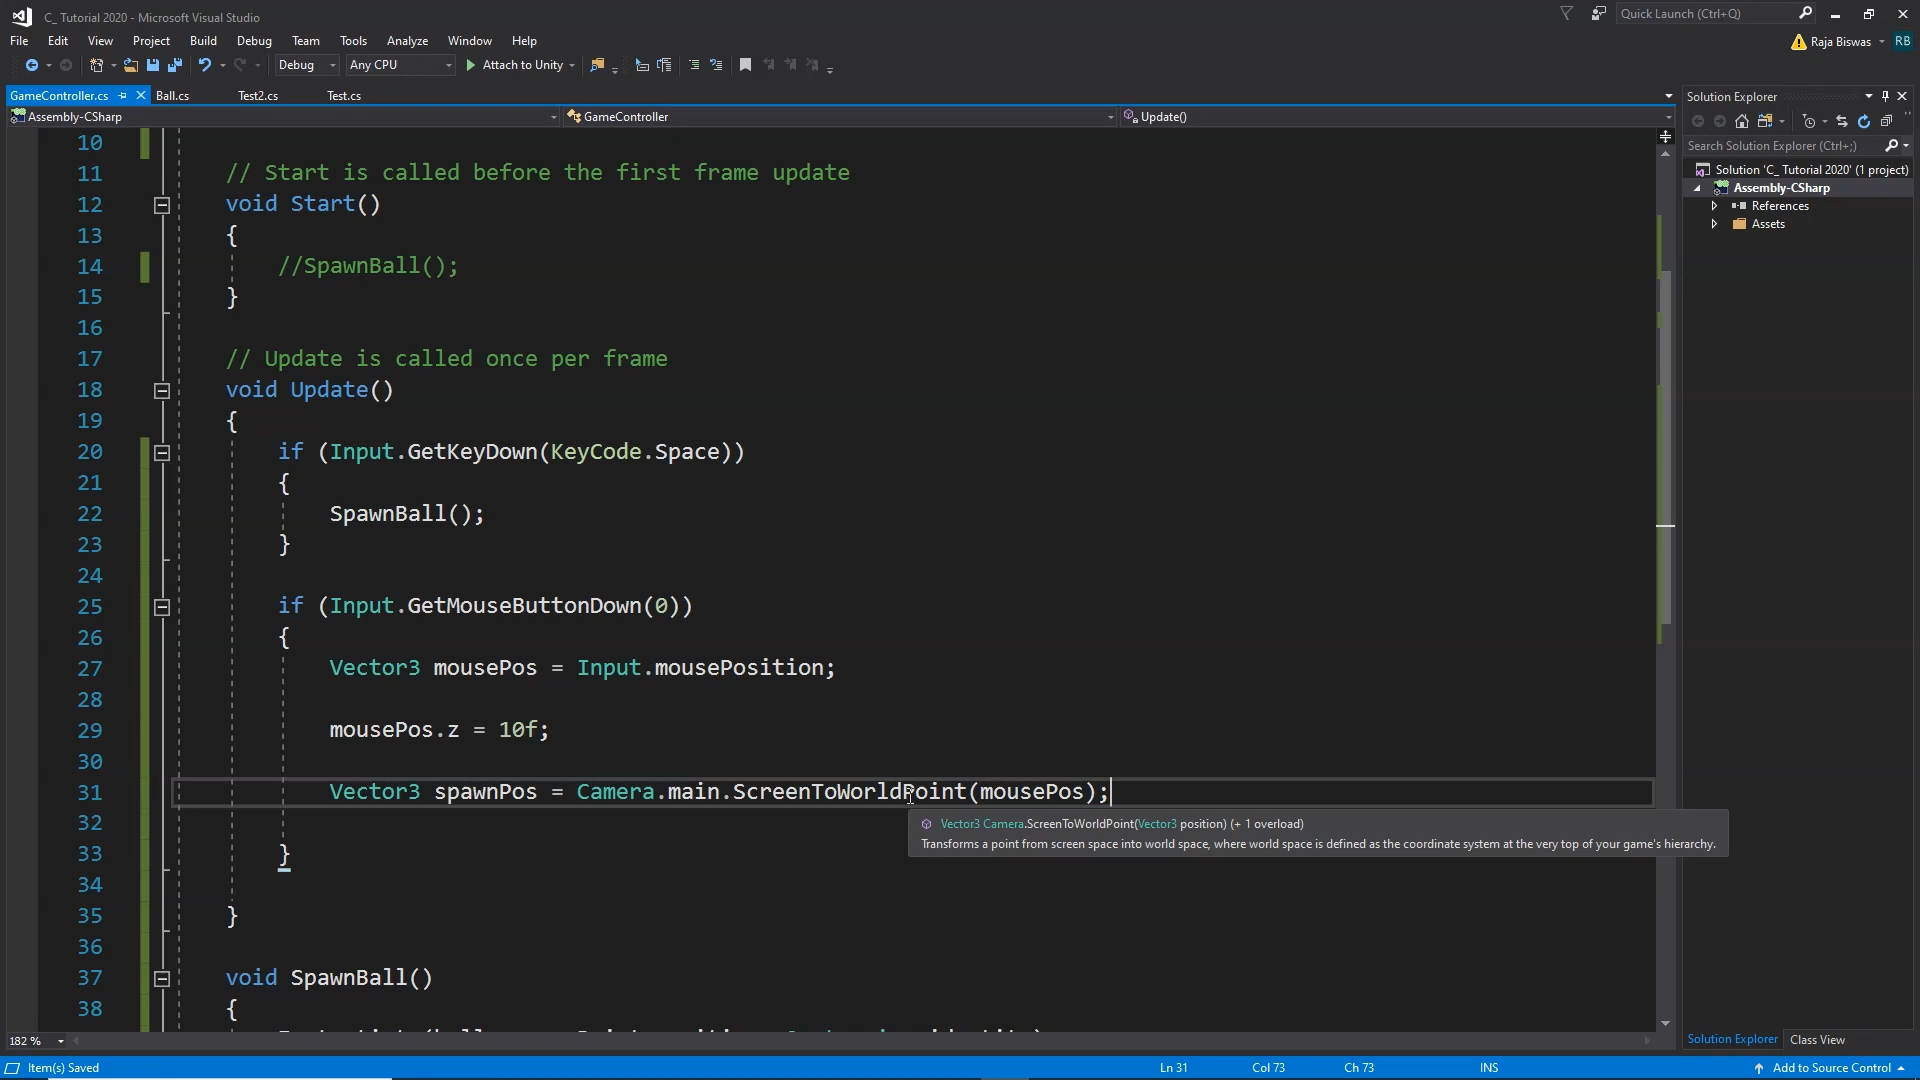 C_ Tutorial 2020 - Microsoft Visual Studio
Quick Launch (Ctrl+Q)
File Edit View Project Build Debug Team Tools Analyze Window Help
Raja Biswas RB
Debug Any CPU Attach to Unity
GameController.cs Ball.cs Test2.cs Test.cs
Assembly-CSharp GameController Update()
10
11 // Start is called before the first frame update
12 void Start()
13 {
14 //SpawnBall();
15 }
16
17 // Update is called once per frame
18 void Update()
19 {
20 if (Input.GetKeyDown(KeyCode.Space))
21 {
22 SpawnBall();
23 }
24
25 if (Input.GetMouseButtonDown(0))
26 {
27 Vector3 mousePos = Input.mousePosition;
28
29 mousePos.z = 10f;
30
31 Vector3 spawnPos = Camera.main.ScreenToWorldPoint(mousePos);
Vector3 Camera.ScreenToWorldPoint(Vector3 position) (+ 1 overload)
Transforms a point from screen space into world space, where world space is defined as the coordinate system at the very top of your game's hierarchy.
32
33 }
34
35 }
36
37 void SpawnBall()
38 {
Solution Explorer
Search Solution Explorer (Ctrl+;)
Solution 'C_ Tutorial 2020' (1 project)
Assembly-CSharp
References
Assets
Solution Explorer Class View
182 %
Item(s) Saved Ln 31 Col 73 Ch 73 INS Add to Source Control